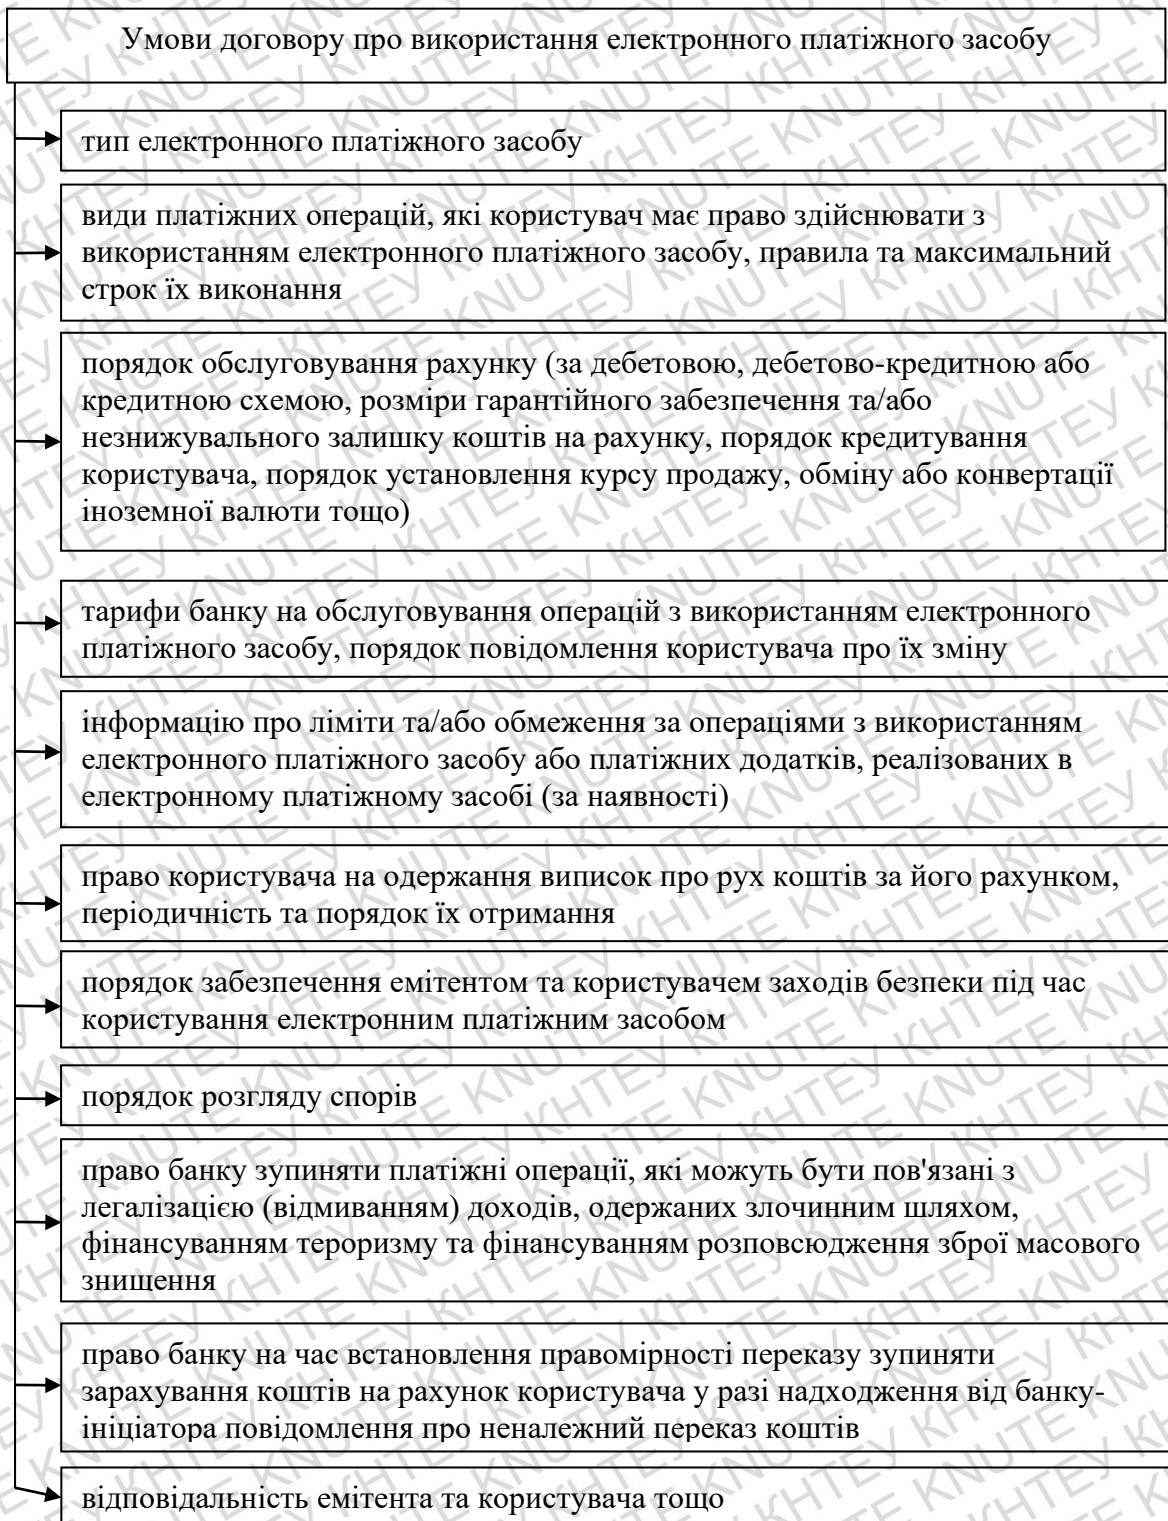 Умови договору про використання електронного платіжного засобу
тип електронного платіжного засобу
види платіжних операцій, які користувач має право здійснювати з
використанням електронного платіжного засобу, правила та максимальний
строк їх виконання
порядок обслуговування рахунку (за дебетовою, дебетово-кредитною або
кредитною схемою, розміри гарантійного забезпечення та/або
незнижувального залишку коштів на рахунку, порядок кредитування
користувача, порядок установлення курсу продажу, обміну або конвертації
іноземної валюти тощо)
тарифи банку на обслуговування операцій з використанням електронного
платіжного засобу, порядок повідомлення користувача про їх зміну
інформацію про ліміти та/або обмеження за операціями з використанням
електронного платіжного засобу або платіжних додатків, реалізованих в
електронному платіжному засобі (за наявності)
право користувача на одержання виписок про рух коштів за його рахунком,
періодичність та порядок їх отримання
порядок забезпечення емітентом та користувачем заходів безпеки під час
користування електронним платіжним засобом
порядок розгляду спорів
право банку зупиняти платіжні операції, які можуть бути пов'язані з
легалізацією (відмиванням) доходів, одержаних злочинним шляхом,
фінансуванням тероризму та фінансуванням розповсюдження зброї масового
знищення
право банку на час встановлення правомірності переказу зупиняти
зарахування коштів на рахунок користувача у разі надходження від банку-
ініціатора повідомлення про неналежний переказ коштів
відповідальність емітента та користувача тощо